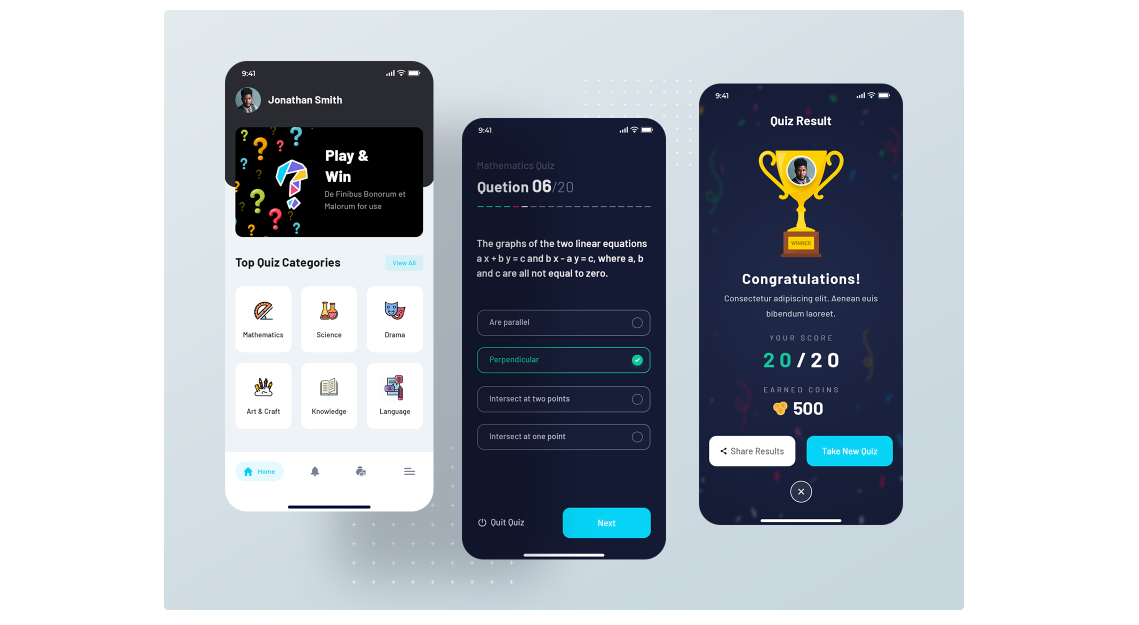 9:41
Jonathan Smith
Play &
Win
De Finibus Bonorum et
Malorum for use
Top Quiz Categories
View All
Mathematics
Science
Drama
Art & Craft
Knowledge
Language
Home
9:41
Mathematics Quiz
Quetion 06/20
The graphs of the two linear equations
a x + b y = c and b x - a y = c, where a, b
and c are all not equal to zero.
Are parallel
Perpendicular
Intersect at two points
Intersect at one point
Quit Quiz
Next
9:41
Quiz Result
WINNER
Congratulations!
Consectetur adipiscing elit. Aenean euis
bibendum laoreet.
YOUR SCORE
20/20
EARNED COINS
500
Share Results
Take New Quiz